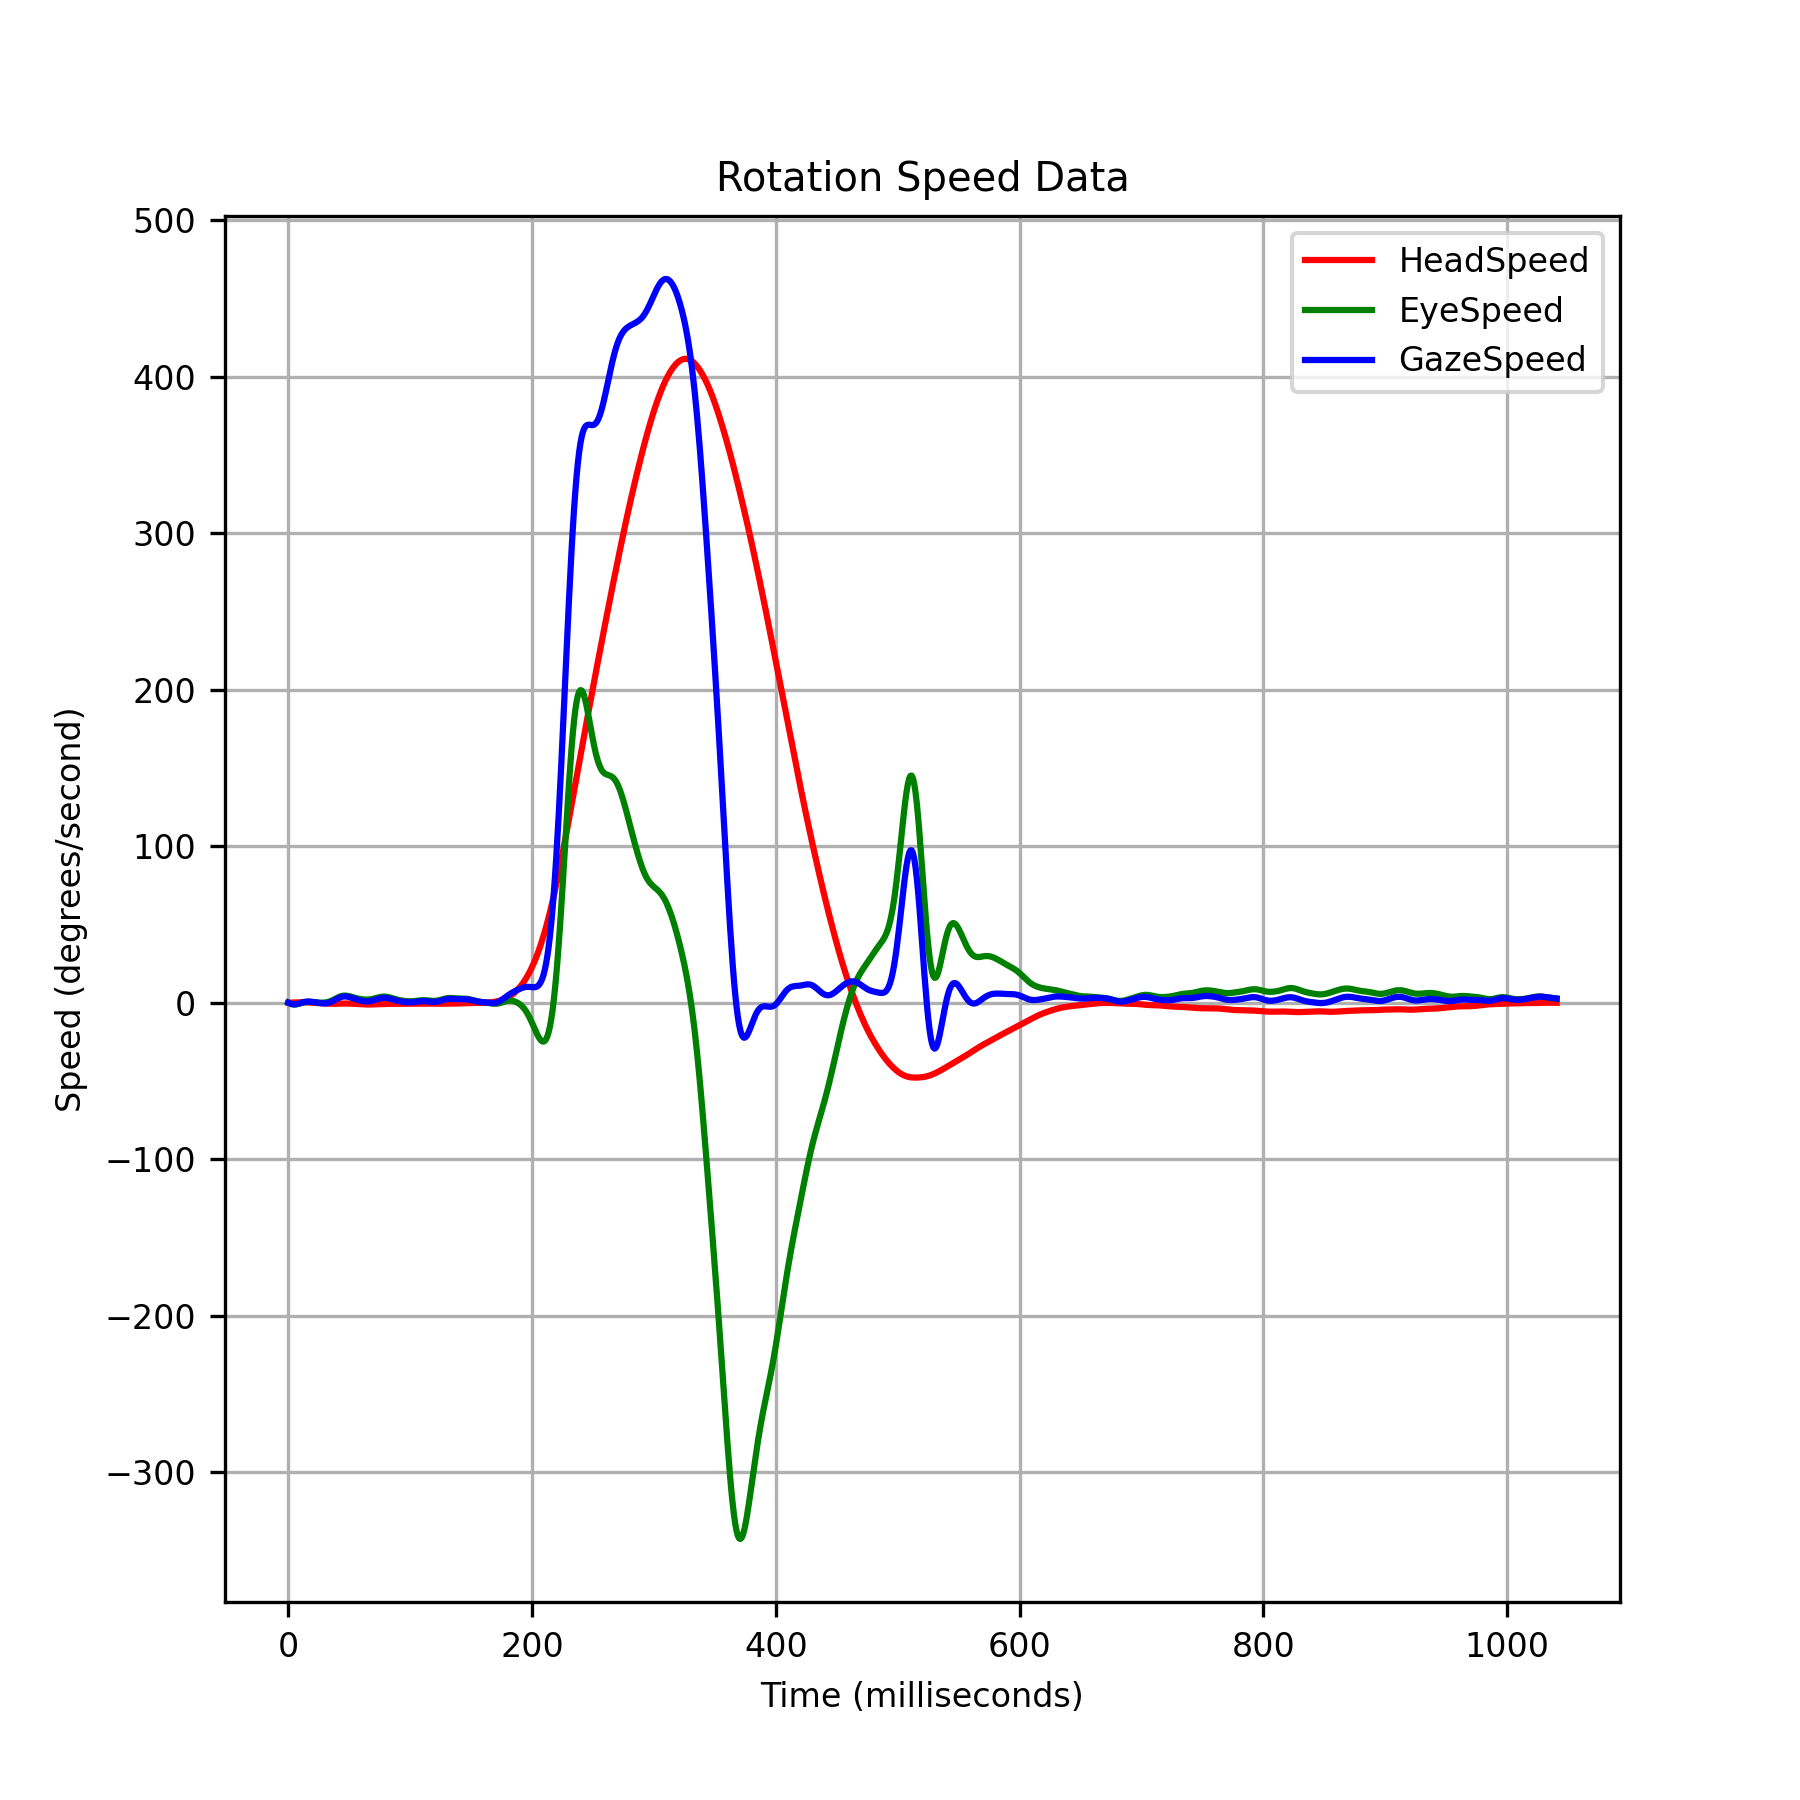 Rotation Speed Data
500
400
300
200
100
0
−100
−200
−300
Speed (degrees/second)
HeadSpeed
EyeSpeed
GazeSpeed
0 200 400 600 800 1000
Time (milliseconds)